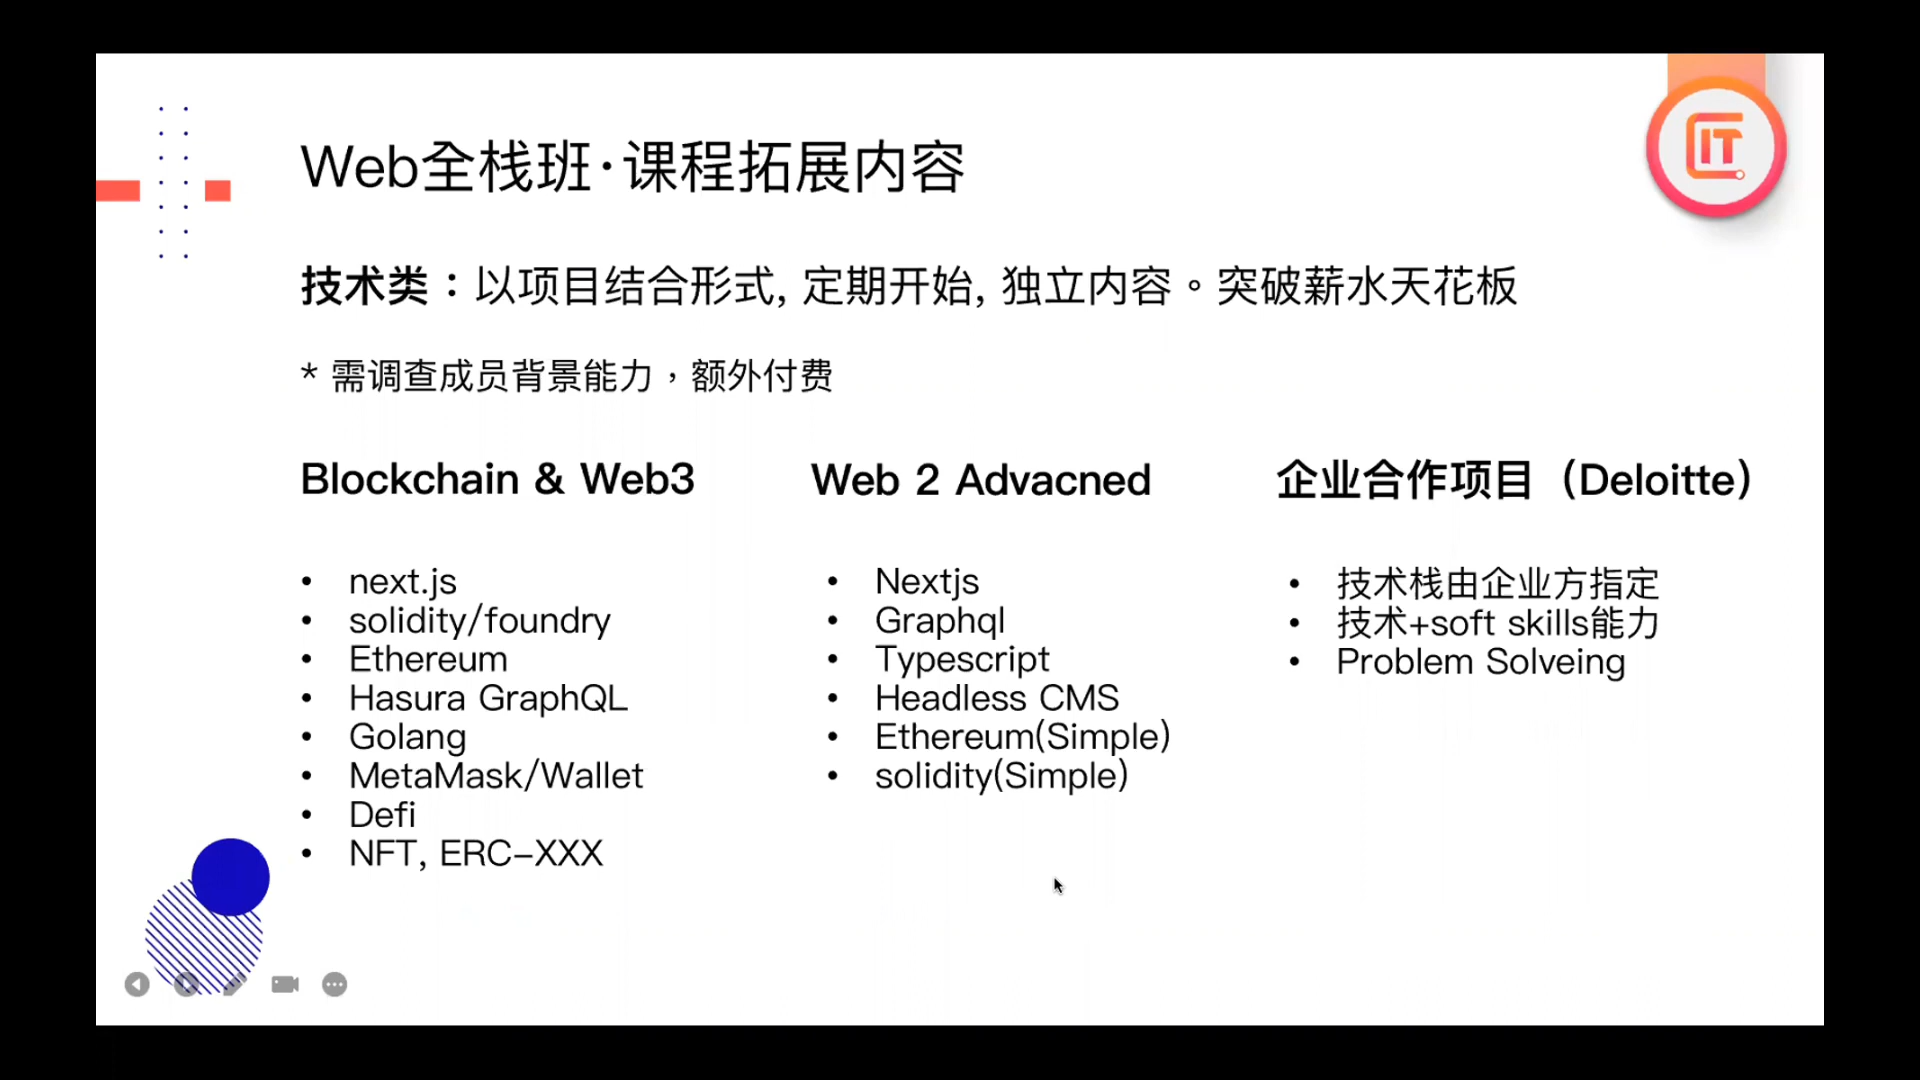 IT
Web全栈班·课程拓展内容
技术类：以项目结合形式, 定期开始, 独立内容。突破薪水天花板
* 需调查成员背景能力，额外付费
Blockchain & Web3
• next.js
• solidity/foundry
• Ethereum
• Hasura GraphQL
• Golang
• MetaMask/Wallet
• Defi
• NFT, ERC-XXX
Web 2 Advacned
• Nextjs
• Graphql
• Typescript
• Headless CMS
• Ethereum(Simple)
• solidity(Simple)
企业合作项目（Deloitte）
• 技术栈由企业方指定
• 技术+soft skills能力
• Problem Solveing